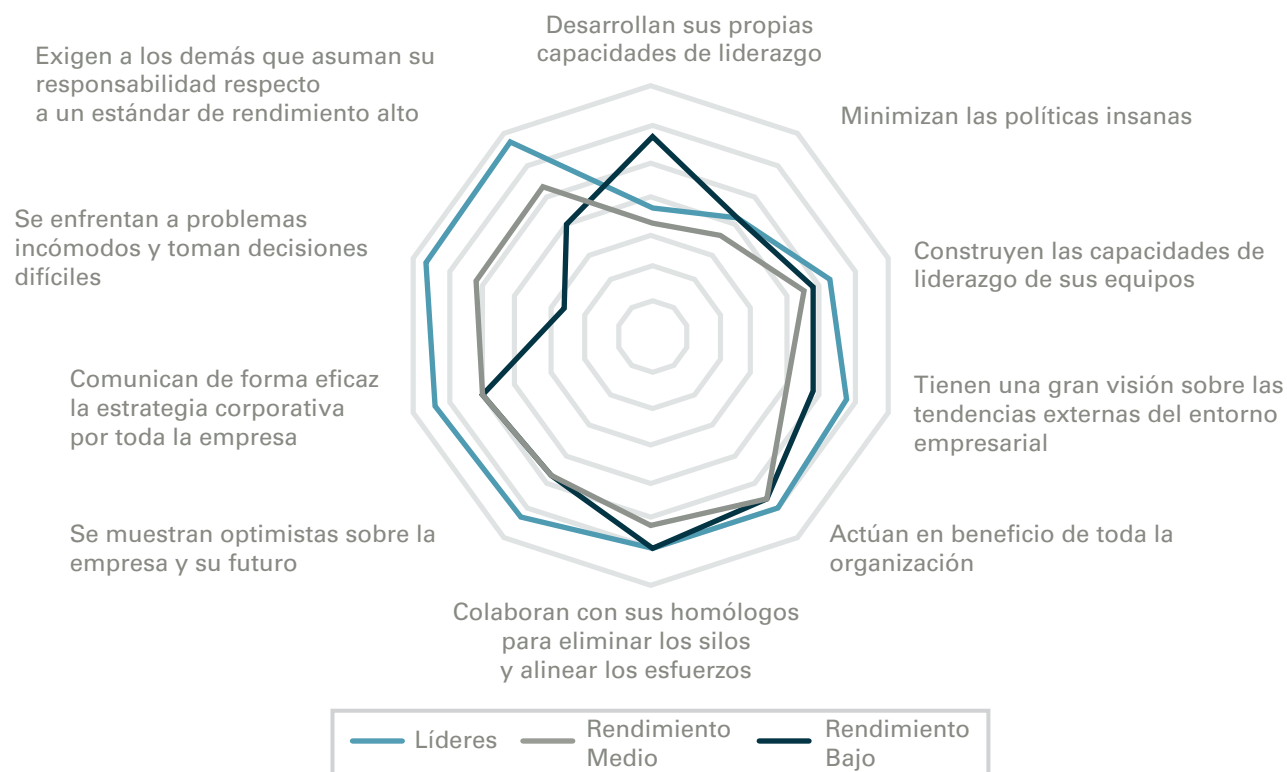 Desarrollan sus propias
capacidades de liderazgo
Exigen a los demás que asuman su
responsabilidad respecto
a un estándar de rendimiento alto
Minimizan las políticas insanas
Se enfrentan a problemas
incómodos y toman decisiones
difíciles
Construyen las capacidades de
liderazgo de sus equipos
Comunican de forma eficaz
la estrategia corporativa
por toda la empresa
Tienen una gran visión sobre las
tendencias externas del entorno
empresarial
Se muestran optimistas sobre la
empresa y su futuro
Actúan en beneficio de toda la
organización
Colaboran con sus homólogos
para eliminar los silos
y alinear los esfuerzos
Líderes
Rendimiento
Medio
Rendimiento
Bajo